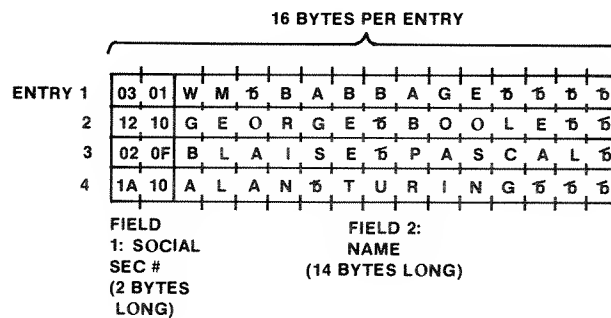 16 BYTES PER ENTRY
ENTRY 1 03 01 W M ƀ B A B B A G E ƀ ƀ ƀ ƀ
2 12 10 G E O R G E ƀ B O O L E ƀ ƀ
3 02 0F B L A I S E ƀ P A S C A L ƀ
4 1A 10 A L A N ƀ T U R I N G ƀ ƀ ƀ
FIELD
1: SOCIAL
SEC #
(2 BYTES
LONG)
FIELD 2:
NAME
(14 BYTES LONG)